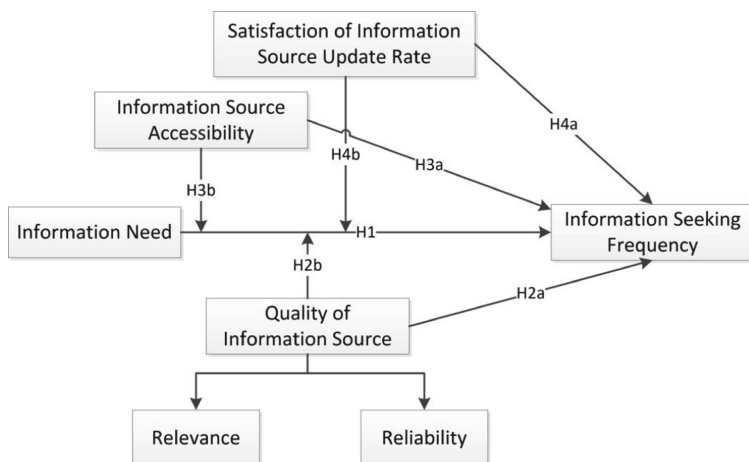 Satisfaction of Information
Source Update Rate
Information Source
Accessibility
H4a
H4b
H3a
H3b
Information Need
H1
Information Seeking
Frequency
H2b
H2a
Quality of
Information Source
Relevance
Reliability